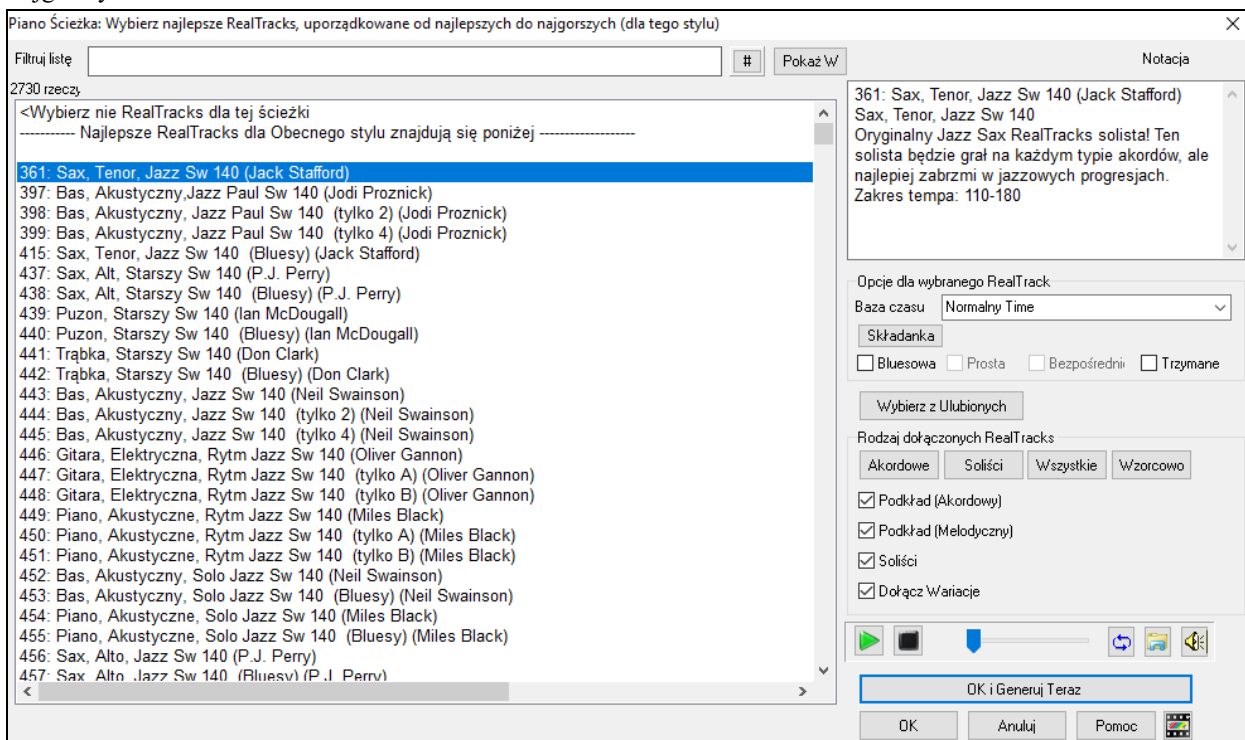 Piano Ścieżka: Wybierz najlepsze RealTracks, uporządkowane od najlepszych do najgorszych (dla tego stylu)
Filtruj listę
#
Pokaż W
Notacja
2730 rzeczy
<Wybierz nie RealTracks dla tej ścieżki
----------- Najlepsze RealTracks dla Obecnego stylu znajdują się poniżej -------------------
361: Sax, Tenor, Jazz Sw 140 (Jack Stafford)
397: Bas, Akustyczny,Jazz Paul Sw 140 (Jodi Proznick)
398: Bas, Akustyczny, Jazz Paul Sw 140 (tylko 2) (Jodi Proznick)
399: Bas, Akustyczny, Jazz Paul Sw 140 (tylko 4) (Jodi Proznick)
415: Sax, Tenor, Jazz Sw 140 (Bluesy) (Jack Stafford)
437: Sax, Alt, Starszy Sw 140 (P.J. Perry)
438: Sax, Alt, Starszy Sw 140 (Bluesy) (P.J. Perry)
439: Puzon, Starszy Sw 140 (Ian McDougall)
440: Puzon, Starszy Sw 140 (Bluesy) (Ian McDougall)
441: Trąbka, Starszy Sw 140 (Don Clark)
442: Trąbka, Starszy Sw 140 (Bluesy) (Don Clark)
443: Bas, Akustyczny, Jazz Sw 140 (Neil Swainson)
444: Bas, Akustyczny, Jazz Sw 140 (tylko 2) (Neil Swainson)
445: Bas, Akustyczny, Jazz Sw 140 (tylko 4) (Neil Swainson)
446: Gitara, Elektryczna, Rytm Jazz Sw 140 (Oliver Gannon)
447: Gitara, Elektryczna, Rytm Jazz Sw 140 (tylko A) (Oliver Gannon)
448: Gitara, Elektryczna, Rytm Jazz Sw 140 (tylko B) (Oliver Gannon)
449: Piano, Akustyczne, Rytm Jazz Sw 140 (Miles Black)
450: Piano, Akustyczne, Rytm Jazz Sw 140 (tylko A) (Miles Black)
451: Piano, Akustyczne, Rytm Jazz Sw 140 (tylko B) (Miles Black)
452: Bas, Akustyczny, Solo Jazz Sw 140 (Neil Swainson)
453: Bas, Akustyczny, Solo Jazz Sw 140 (Bluesy) (Neil Swainson)
454: Piano, Akustyczne, Solo Jazz Sw 140 (Miles Black)
455: Piano, Akustyczne, Solo Jazz Sw 140 (Bluesy) (Miles Black)
456: Sax, Alto, Jazz Sw 140 (P.J. Perry)
457: Sax, Alto, Jazz Sw 140 (Bluesy) (P.J. Perry)
361: Sax, Tenor, Jazz Sw 140 (Jack Stafford)
Sax, Tenor, Jazz Sw 140
Oryginalny Jazz Sax RealTracks solista! Ten
solista będzie grał na każdym typie akordów, ale
najlepiej zabrzmi w jazzowych progresjach.
Zakres tempa: 110-180
Opcje dla wybranego RealTrack
Baza czasu
Normalny Time
Składanka
Bluesowa
Prosta
Bezpośredni
Trzymane
Wybierz z Ulubionych
Rodzaj dołączonych RealTracks
Akordowe
Soliści
Wszystkie
Wzorcowo
Podkład (Akordowy)
Podkład (Melodyczny)
Soliści
Dołącz Wariacje
OK i Generuj Teraz
OK
Anuluj
Pomoc